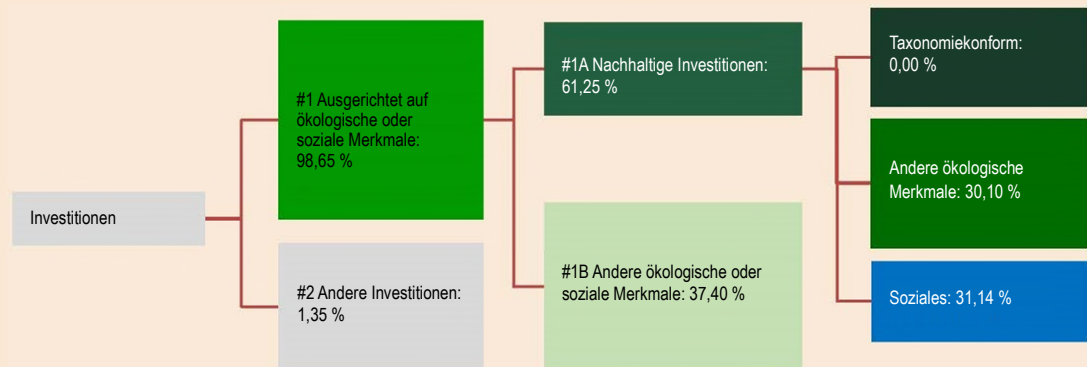 Investitionen
#1 Ausgerichtet auf
ökologische oder
soziale Merkmale:
98,65 %
#2 Andere Investitionen:
1,35 %
#1A Nachhaltige Investitionen:
61,25 %
#1B Andere ökologische oder
soziale Merkmale: 37,40 %
Taxonomiekonform:
0,00 %
Andere ökologische
Merkmale: 30,10 %
Soziales: 31,14 %